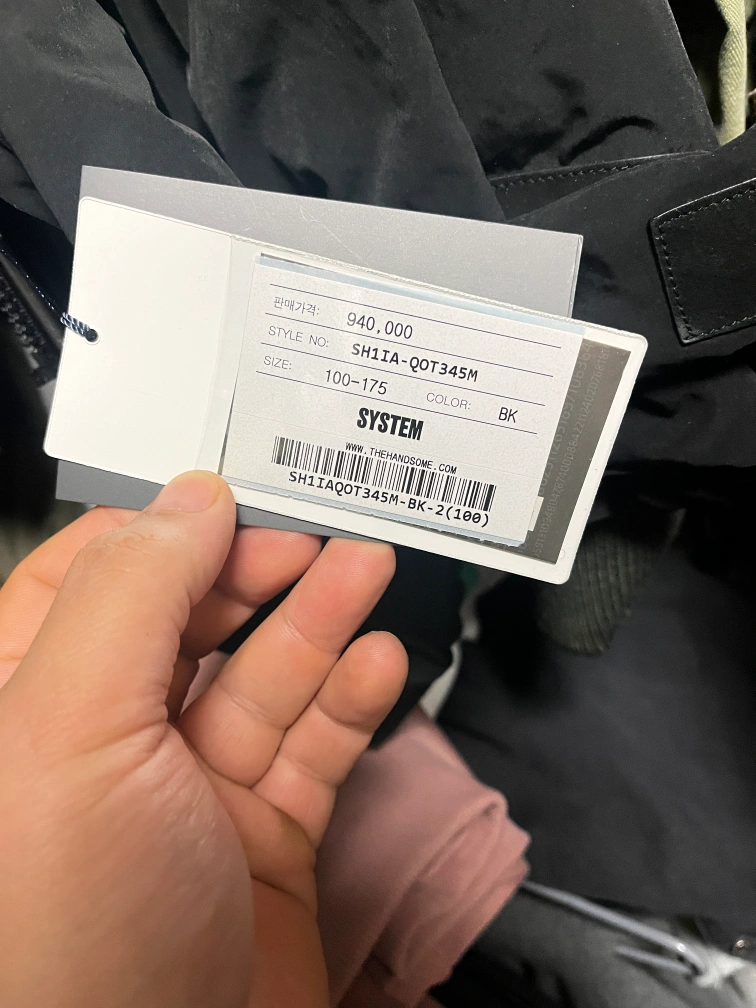 판매가격: 940,000
STYLE NO: SH1IA-QOT345M
SIZE: 100-175 COLOR: BK
SYSTEM
WWW.THEHANDSOME.COM
SH1IAQOT345M-BK-2(100)